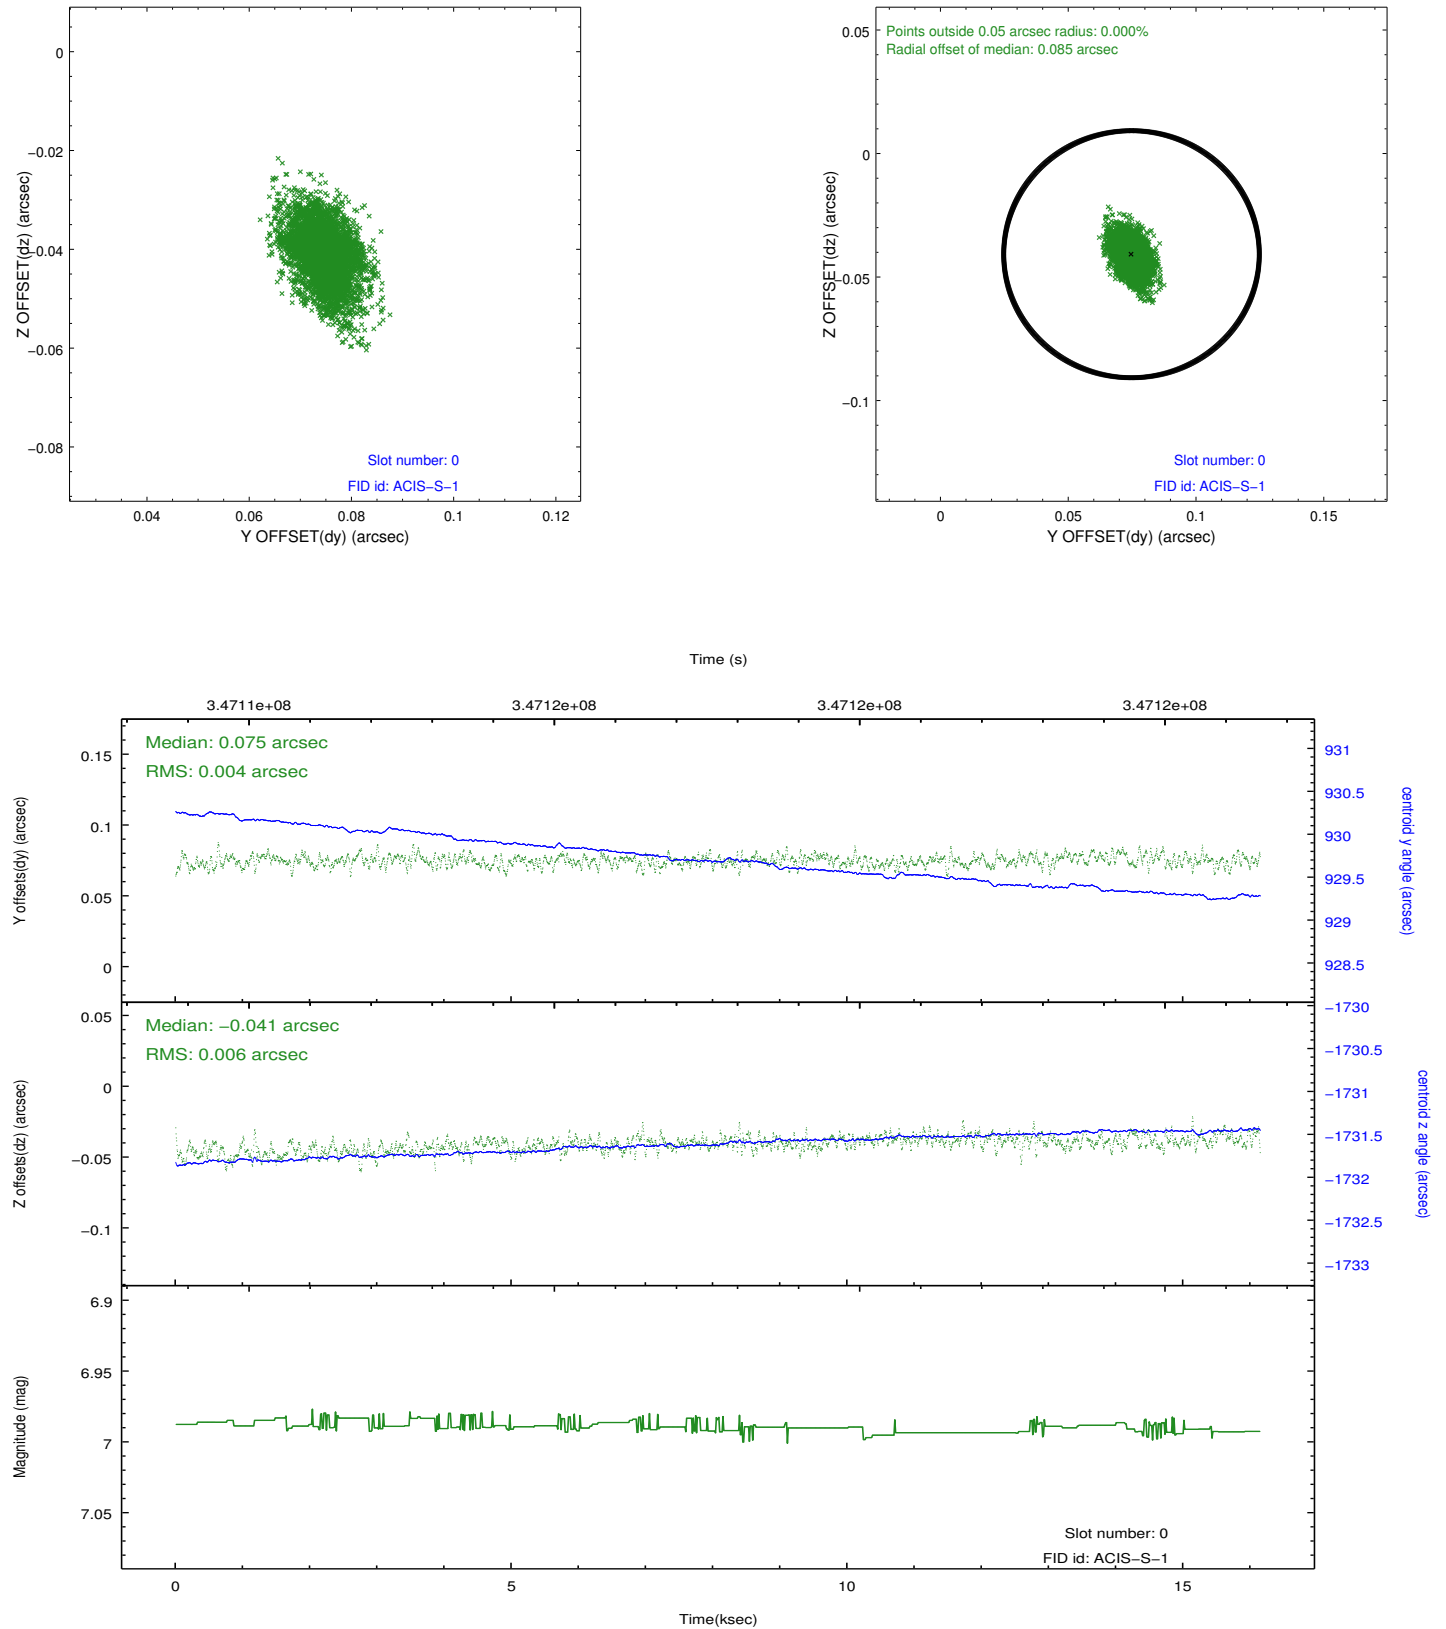 0
−0.02
−0.04
−0.06
−0.08
Z OFFSET(dz) (arcsec)
Slot number: 0
FID id: ACIS−S−1
0.04
0.06
0.08
0.1
0.12
Y OFFSET(dy) (arcsec)
Points outside 0.05 arcsec radius: 0.000%
Radial offset of median: 0.085 arcsec
0.05
0
−0.05
−0.1
Z OFFSET(dz) (arcsec)
Slot number: 0
FID id: ACIS−S−1
0
0.05
0.1
0.15
Y OFFSET(dy) (arcsec)
Time (s)
3.4711e+08
3.4712e+08
3.4712e+08
3.4712e+08
Median: 0.075 arcsec
RMS: 0.004 arcsec
0.15
0.1
0.05
0
Y offsets(dy) (arcsec)
931
930.5
930
929.5
929
928.5
centroid y angle (arcsec)
Median: −0.041 arcsec
RMS: 0.006 arcsec
0.05
0
−0.05
−0.1
Z offsets(dz) (arcsec)
−1730
−1730.5
−1731
−1731.5
−1732
−1732.5
−1733
centroid z angle (arcsec)
6.9
6.95
7
7.05
Magnitude (mag)
Slot number: 0
FID id: ACIS−S−1
0
5
10
15
Time(ksec)